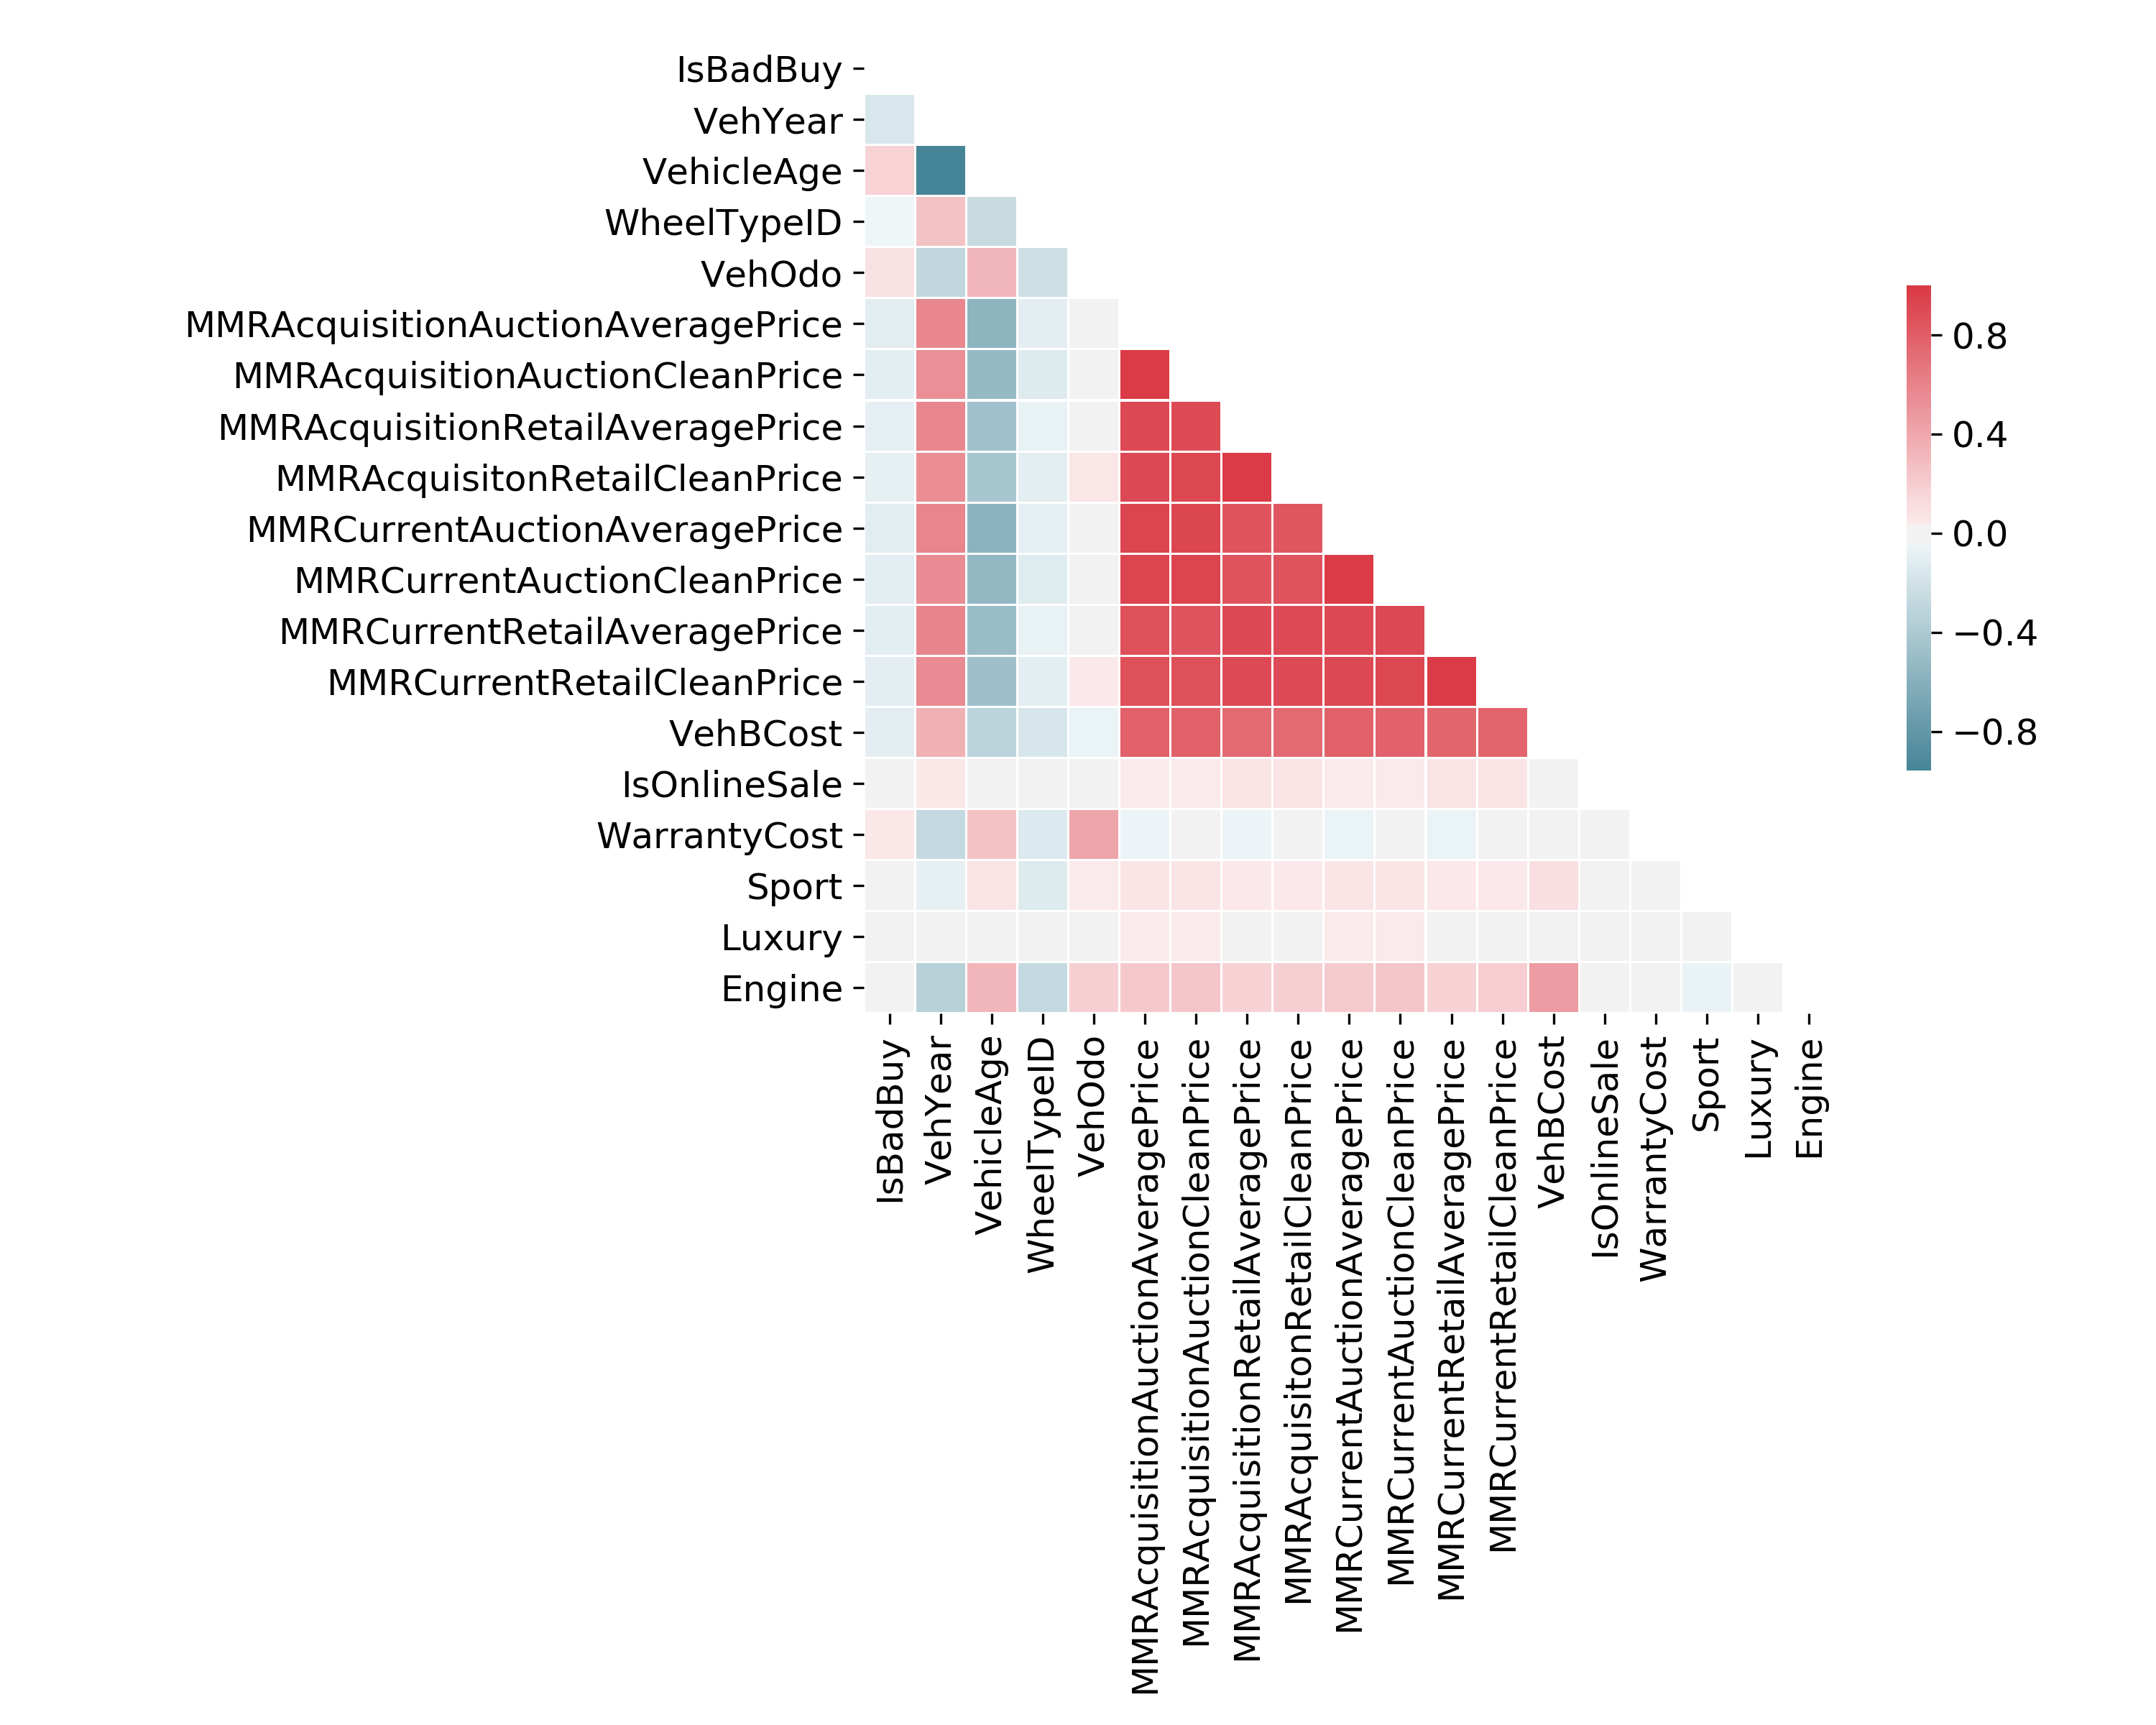 IsBadBuy
VehYear
VehicleAge
WheelTypeID
VehOdo
MMRAcquisitionAuctionAveragePrice
MMRAcquisitionAuctionCleanPrice
MMRAcquisitionRetailAveragePrice
MMRAcquisitonRetailCleanPrice
MMRCurrentAuctionAveragePrice
MMRCurrentAuctionCleanPrice
MMRCurrentRetailAveragePrice
MMRCurrentRetailCleanPrice
VehBCost
IsOnlineSale
WarrantyCost
Sport
Luxury
Engine
IsBadBuy
VehYear
VehicleAge
WheelTypeID
VehOdo
MMRAcquisitionAuctionAveragePrice
MMRAcquisitionAuctionCleanPrice
MMRAcquisitionRetailAveragePrice
MMRAcquisitonRetailCleanPrice
MMRCurrentAuctionAveragePrice
MMRCurrentAuctionCleanPrice
MMRCurrentRetailAveragePrice
MMRCurrentRetailCleanPrice
VehBCost
IsOnlineSale
WarrantyCost
Sport
Luxury
Engine
0.8
0.4
0.0
−0.4
−0.8